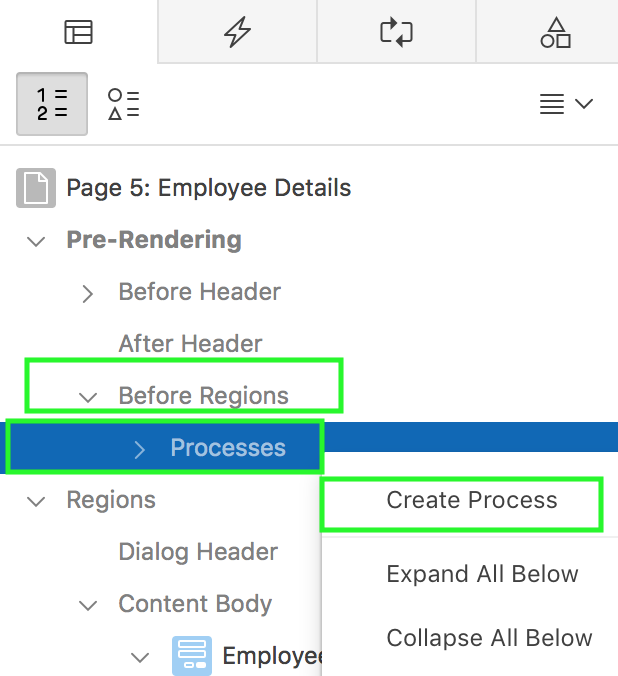 1
2
Page 5: Employee Details
Pre-Rendering
Before Header
After Header
Before Regions
Processes
Regions
Create Process
Dialog Header
Expand All Below
Content Body
Collapse All Below